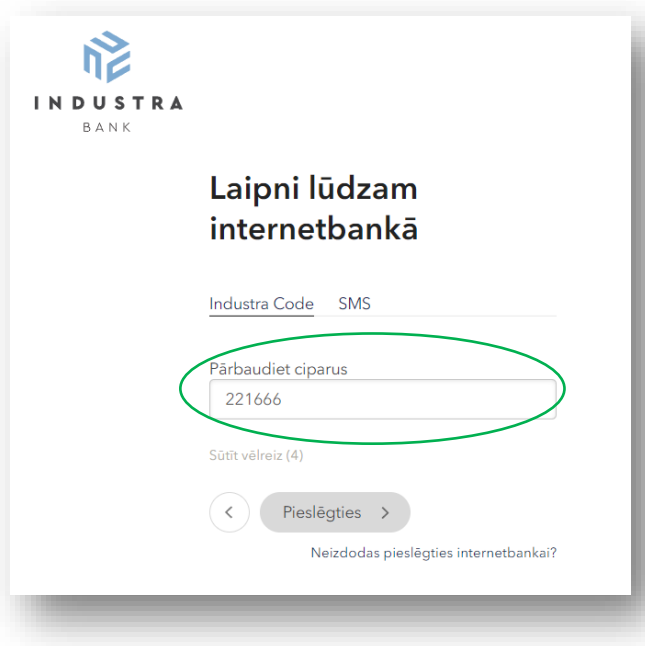 INDUSTRA
BANK
Laipni lūdzam
internetbankā
Industra Code SMS
Pārbaudiet ciparus
221666
Sūtīt vēlreiz (4)
Pieslēgties
Neizdodas pieslēgties internetbankai?